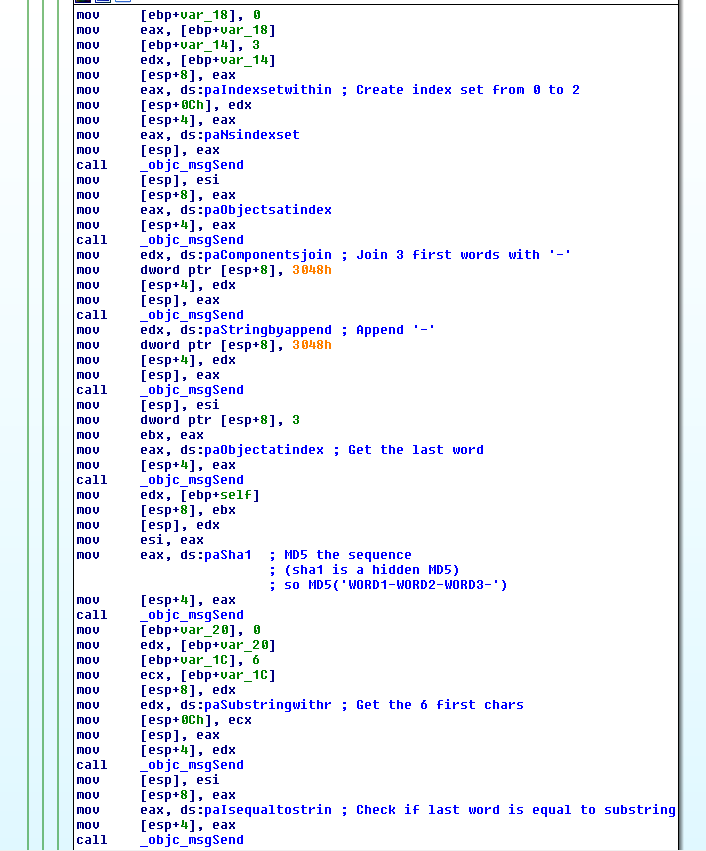 mov [ebp+var_18], 0
mov eax, [ebp+var_18]
mov [ebp+var_14], 3
mov edx, [ebp+var_14]
mov [esp+8], eax
mov eax, ds:paIndexsetwithin ; Create index set from 0 to 2
mov [esp+0Ch], edx
mov [esp+4], eax
mov eax, ds:paNsindexset
mov [esp], eax
call _objc_msgSend
mov [esp], esi
mov [esp+8], eax
mov eax, ds:paObjectsatindex
mov [esp+4], eax
call _objc_msgSend
mov edx, ds:paComponentsjoin ; Join 3 first words with '-'
mov dword ptr [esp+8], 3048h
mov [esp+4], edx
mov [esp], eax
call _objc_msgSend
mov edx, ds:paStringbyappend ; Append '-'
mov dword ptr [esp+8], 3048h
mov [esp+4], edx
mov [esp], eax
call _objc_msgSend
mov [esp], esi
mov dword ptr [esp+8], 3
mov ebx, eax
mov eax, ds:paObjectatindex ; Get the last word
mov [esp+4], eax
call _objc_msgSend
mov edx, [ebp+self]
mov [esp+8], ebx
mov [esp], edx
mov esi, eax
mov eax, ds:paSha1 ; MD5 the sequence
; (sha1 is a hidden MD5)
; so MD5('WORD1-WORD2-WORD3-')
mov [esp+4], eax
call _objc_msgSend
mov [ebp+var_20], 0
mov edx, [ebp+var_20]
mov [ebp+var_1C], 6
mov ecx, [ebp+var_1C]
mov [esp+8], edx
mov edx, ds:paSubstringwithr ; Get the 6 first chars
mov [esp+0Ch], ecx
mov [esp], eax
mov [esp+4], edx
call _objc_msgSend
mov [esp], esi
mov [esp+8], eax
mov eax, ds:paIsequaltostrin ; Check if last word is equal to substring
mov [esp+4], eax
call _objc_msgSend